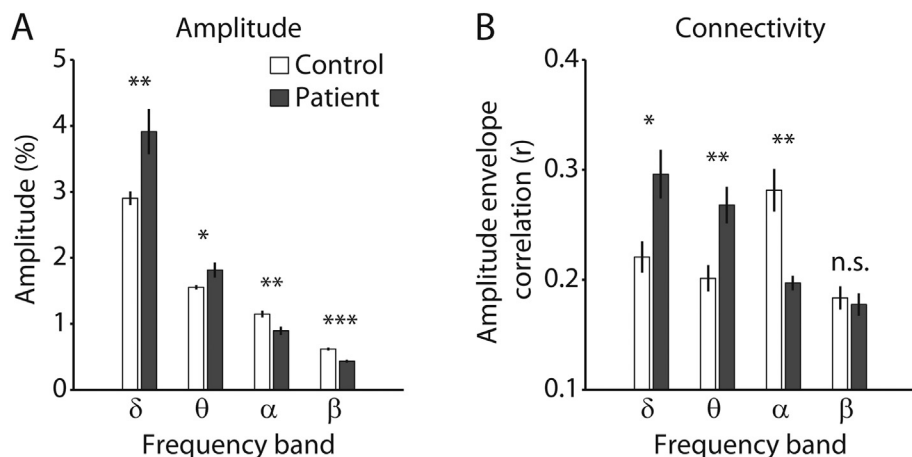 A
Amplitude
5
4
3
2
1
0
Amplitude (%)
Control
Patient
**
*
**
***
δ
θ
α
β
Frequency band
B
Connectivity
0.4
0.3
0.2
0.1
Amplitude envelope
correlation (r)
*
**
**
n.s.
δ
θ
α
β
Frequency band